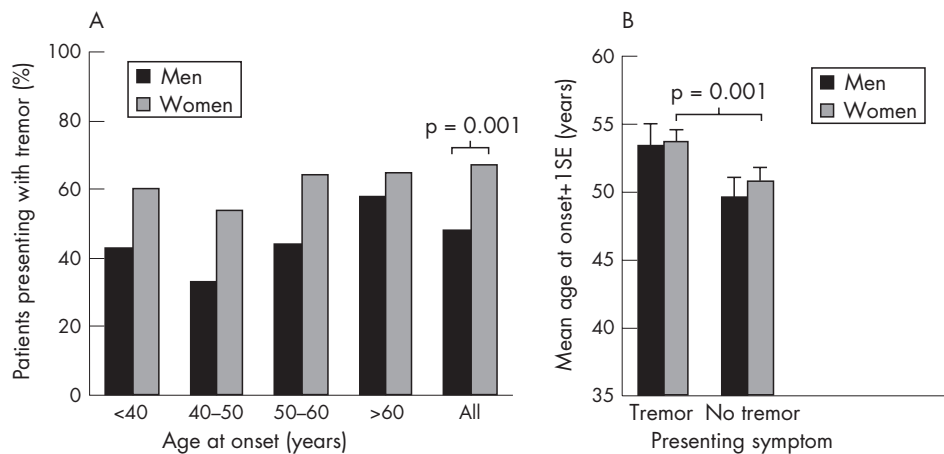 A
Patients presenting with tremor (%)
100
80
60
40
20
0
Men
Women
p = 0.001
<40
40–50
50–60
>60
All
Age at onset (years)
B
Mean age at onset+1SE (years)
60
55
50
45
40
35
Men
Women
p = 0.001
Tremor
No tremor
Presenting symptom